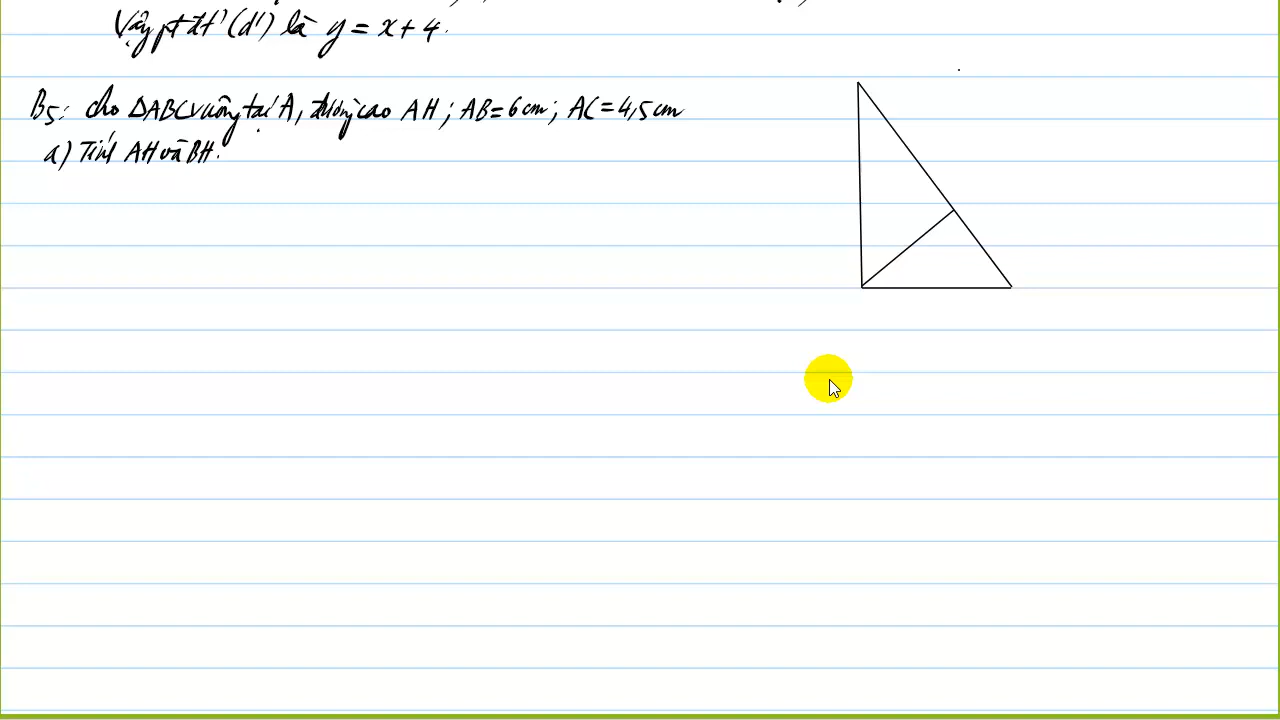 Vậy pt đt (d') là y = x + 4.
B5: cho ΔABC vuông tại A, đường cao AH; AB = 6cm; AC = 4,5cm
a) Tính AH và BH.